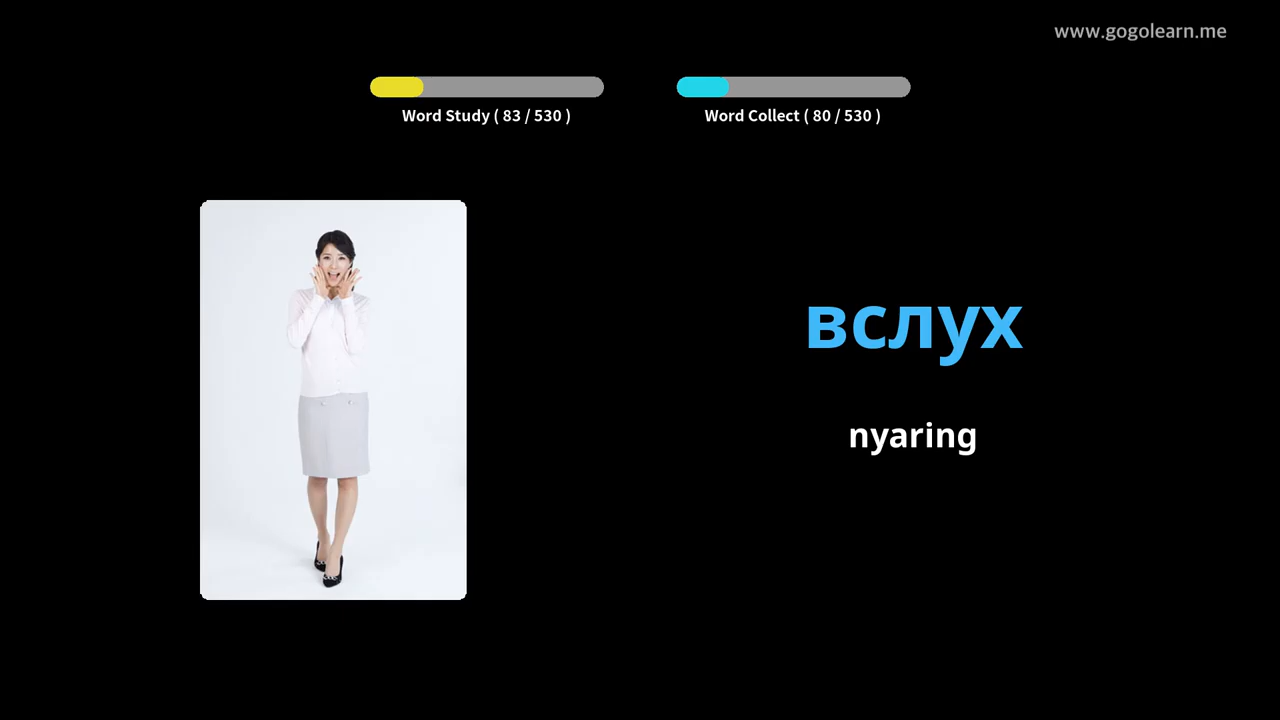 www.gogolearn.me
Word Study ( 83 / 530 )
Word Collect ( 80 / 530 )
вслух
nyaring